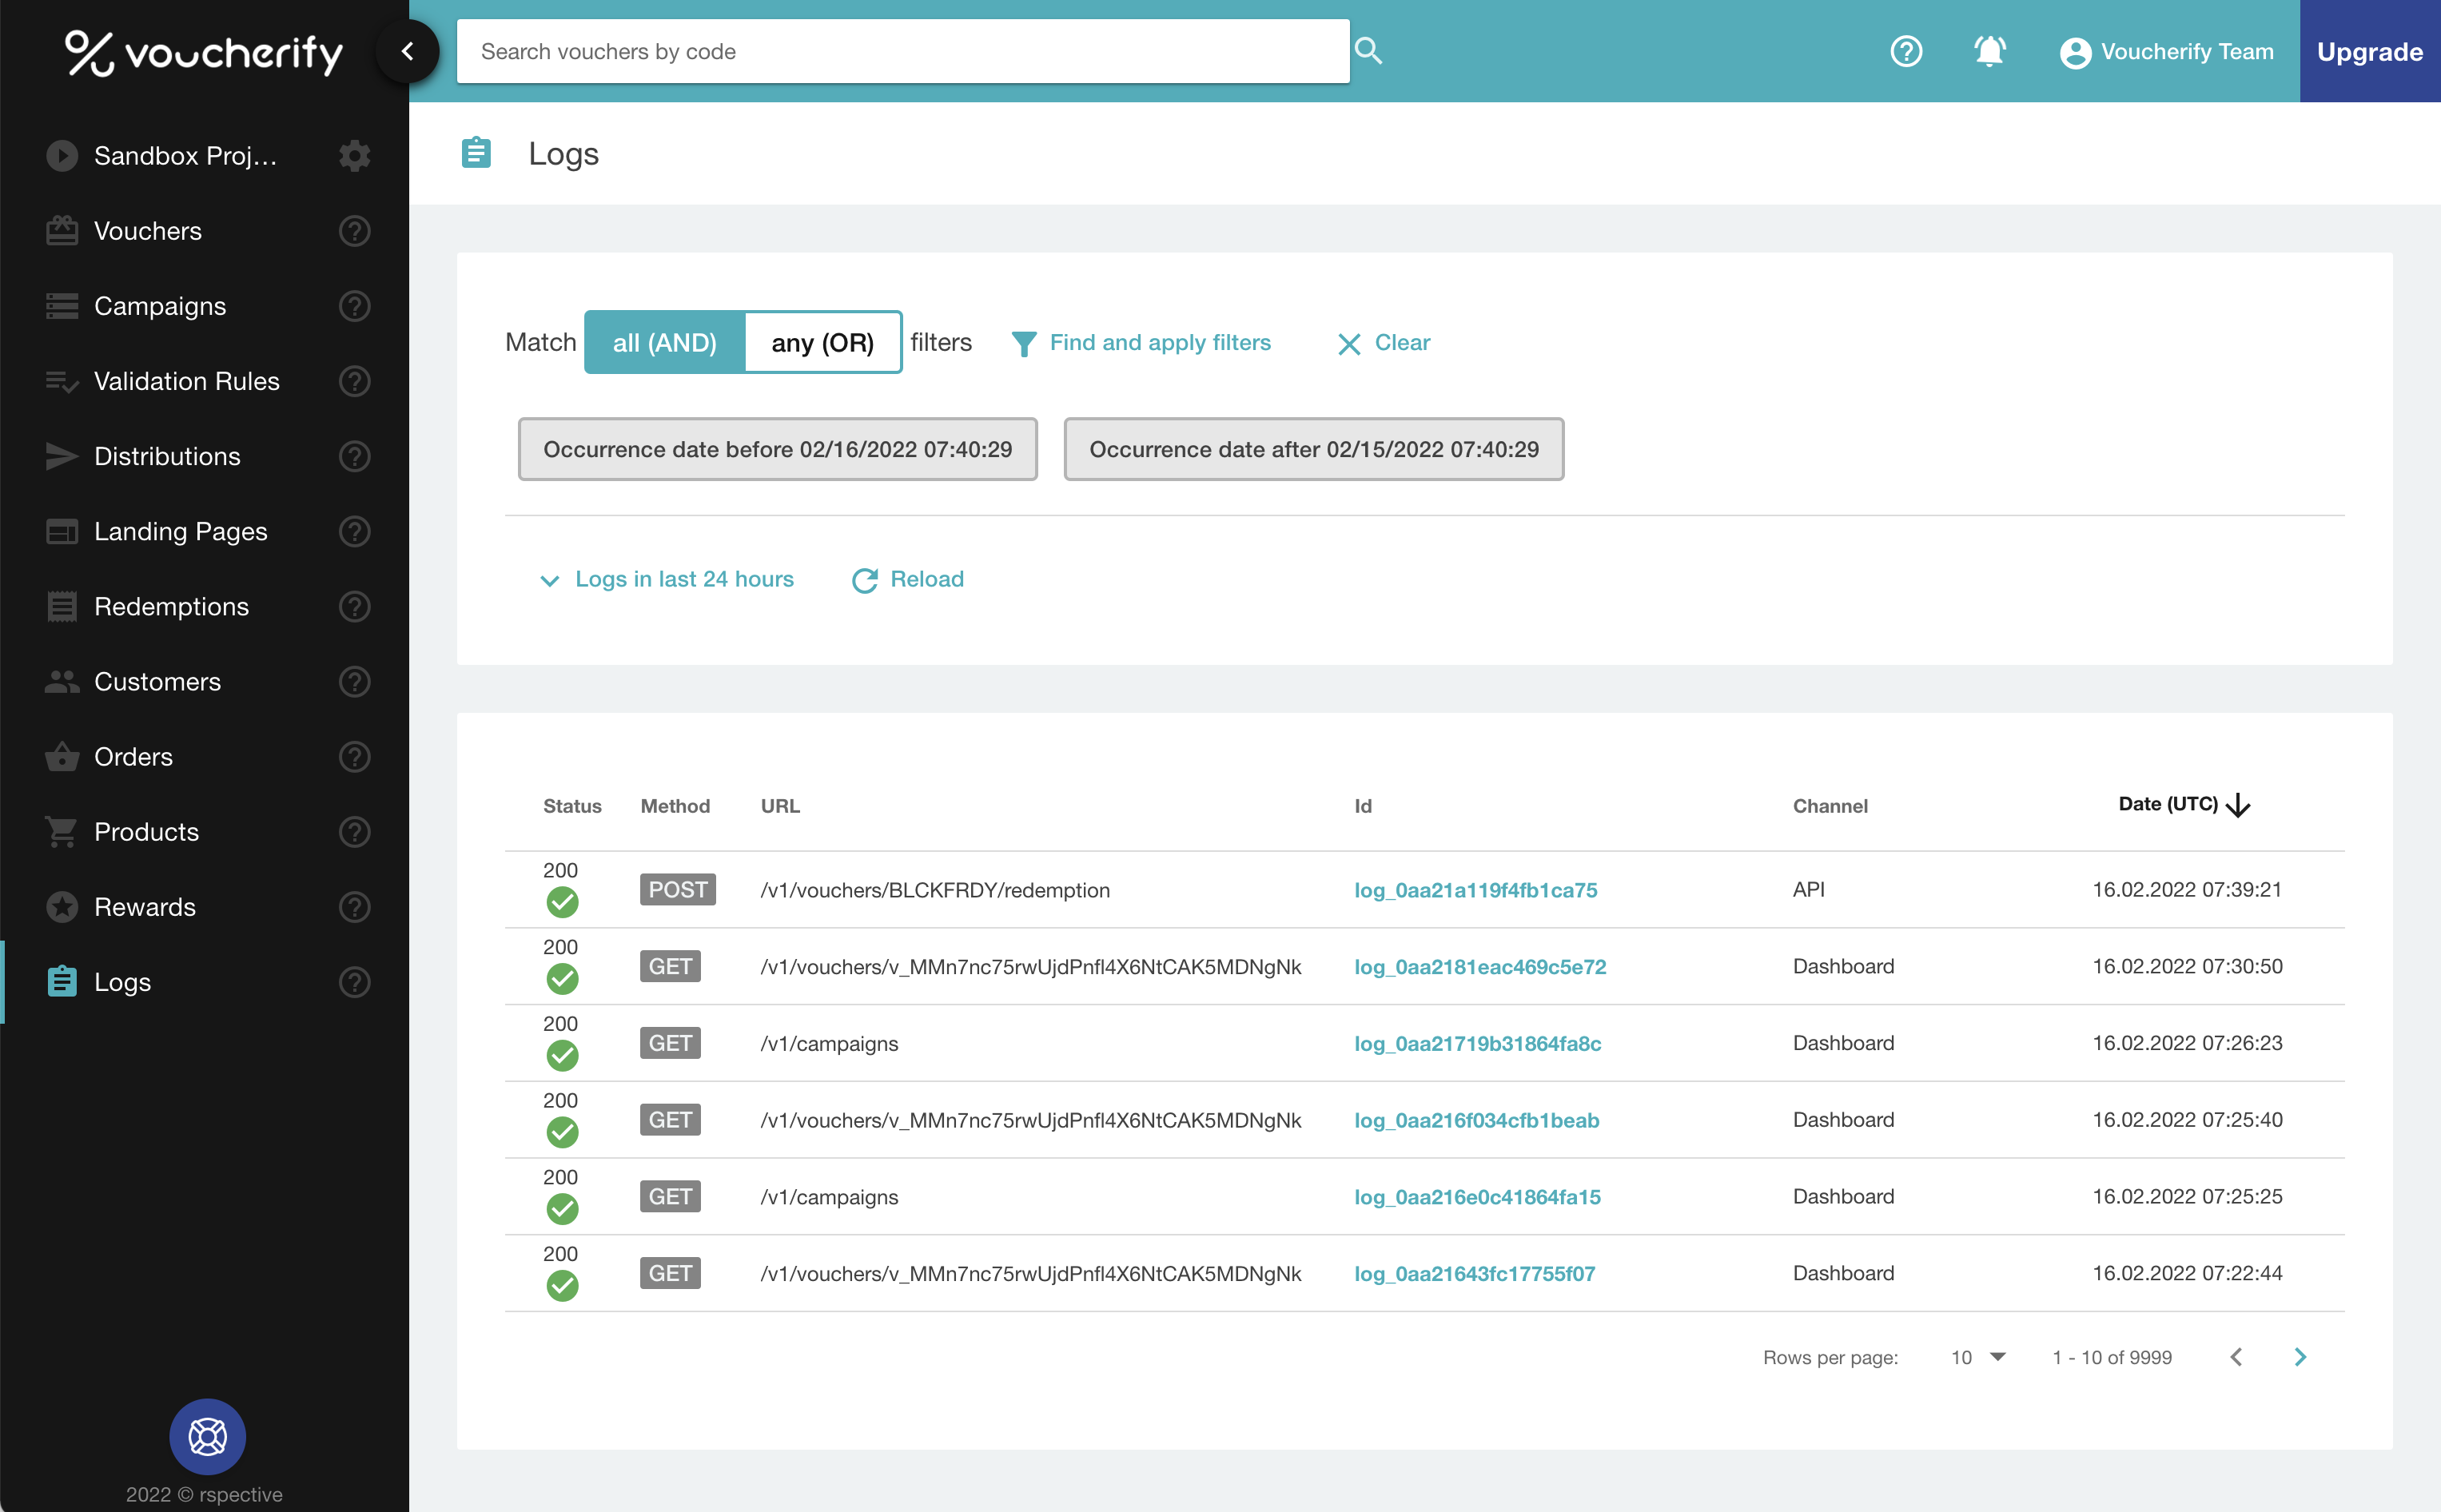 voucherify
Search vouchers by code
Voucherify Team
Upgrade
Sandbox Proj...
Vouchers
Campaigns
Validation Rules
Distributions
Landing Pages
Redemptions
Customers
Orders
Products
Rewards
Logs
2022 © rspective
Logs
Match all (AND) any (OR) filters Find and apply filters Clear
Occurrence date before 02/16/2022 07:40:29 Occurrence date after 02/15/2022 07:40:29
Logs in last 24 hours Reload
Status Method URL Id Channel Date (UTC)
200 POST /v1/vouchers/BLCKFRDY/redemption log_0aa21a119f4fb1ca75 API 16.02.2022 07:39:21
200 GET /v1/vouchers/v_MMn7nc75rwUjdPnfl4X6NtCAK5MDNgNk log_0aa2181eac469c5e72 Dashboard 16.02.2022 07:30:50
200 GET /v1/campaigns log_0aa21719b31864fa8c Dashboard 16.02.2022 07:26:23
200 GET /v1/vouchers/v_MMn7nc75rwUjdPnfl4X6NtCAK5MDNgNk log_0aa216f034cfb1beab Dashboard 16.02.2022 07:25:40
200 GET /v1/campaigns log_0aa216e0c41864fa15 Dashboard 16.02.2022 07:25:25
200 GET /v1/vouchers/v_MMn7nc75rwUjdPnfl4X6NtCAK5MDNgNk log_0aa21643fc17755f07 Dashboard 16.02.2022 07:22:44
Rows per page: 10 1 - 10 of 9999